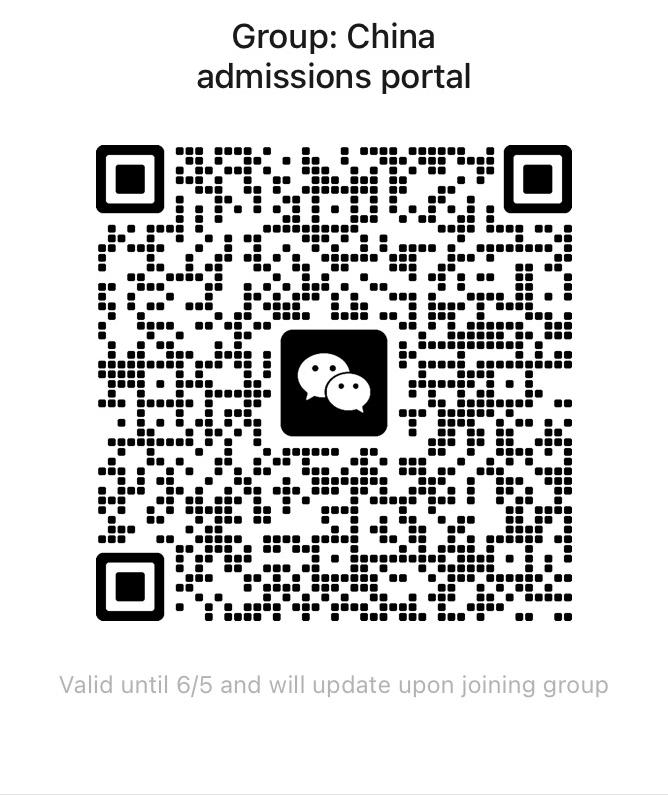 Group: China
admissions portal
Valid until 6/5 and will update upon joining group